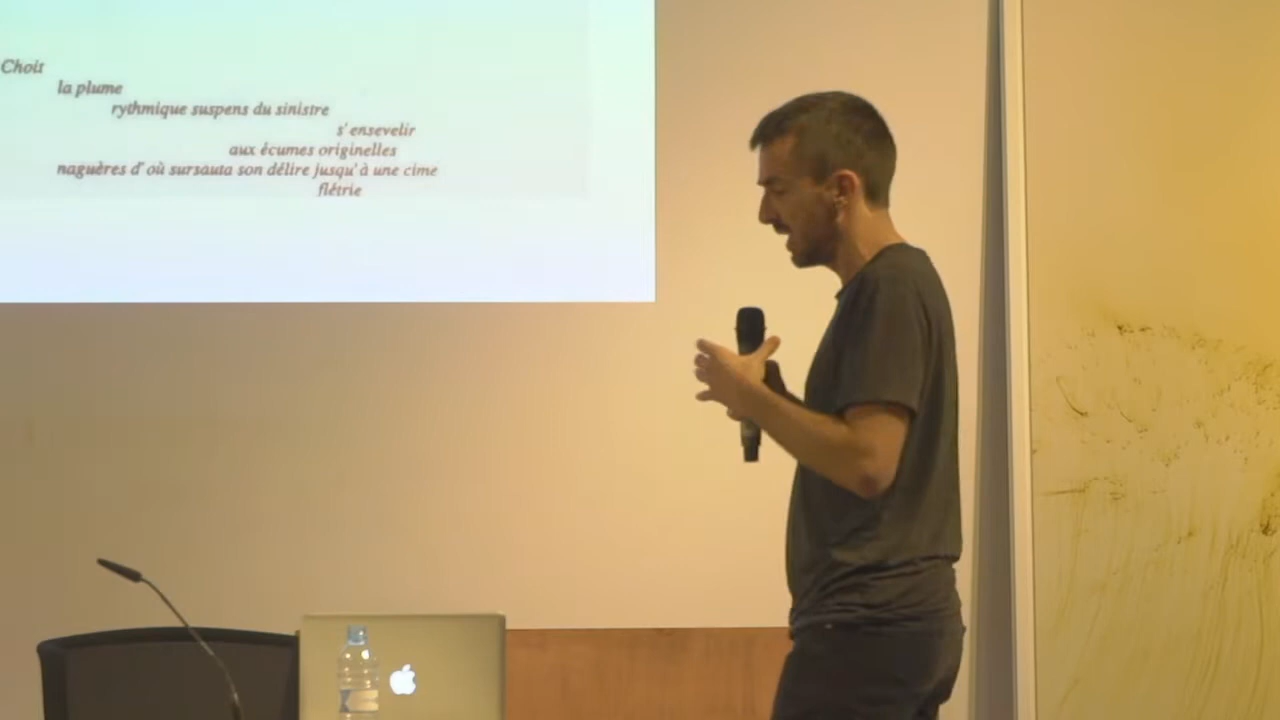 Choit
la plume
rythmique suspens du sinistre
s'ensevelir
aux écumes originelles
naguères d'où sursauta son délire jusqu'à une cime
flétrie